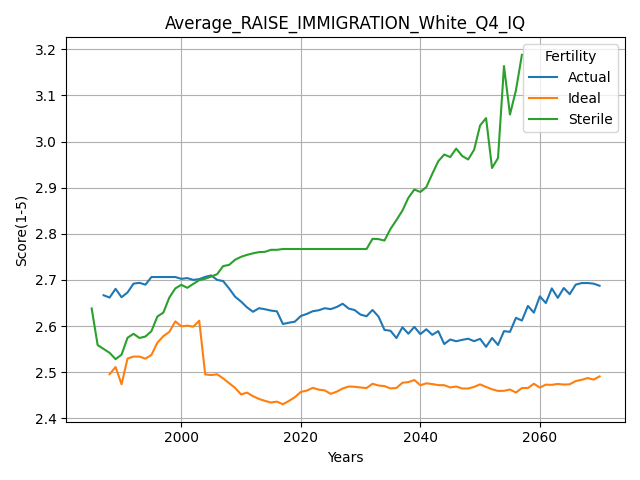 Average_RAISE_IMMIGRATION_White_Q4_IQ
Score(1-5)
3.2
3.1
3.0
2.9
2.8
2.7
2.6
2.5
2.4
Fertility
Actual
Ideal
Sterile
2000
2020
2040
2060
Years